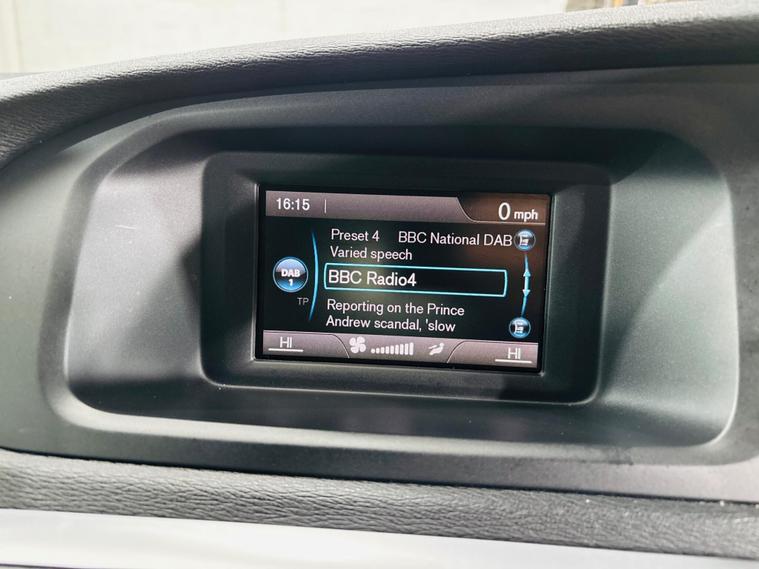 16:15
0 mph
Preset 4 BBC National DAB
Varied speech
DAB
1
BBC Radio4
TP
Reporting on the Prince
Andrew scandal, 'slow
HI
HI